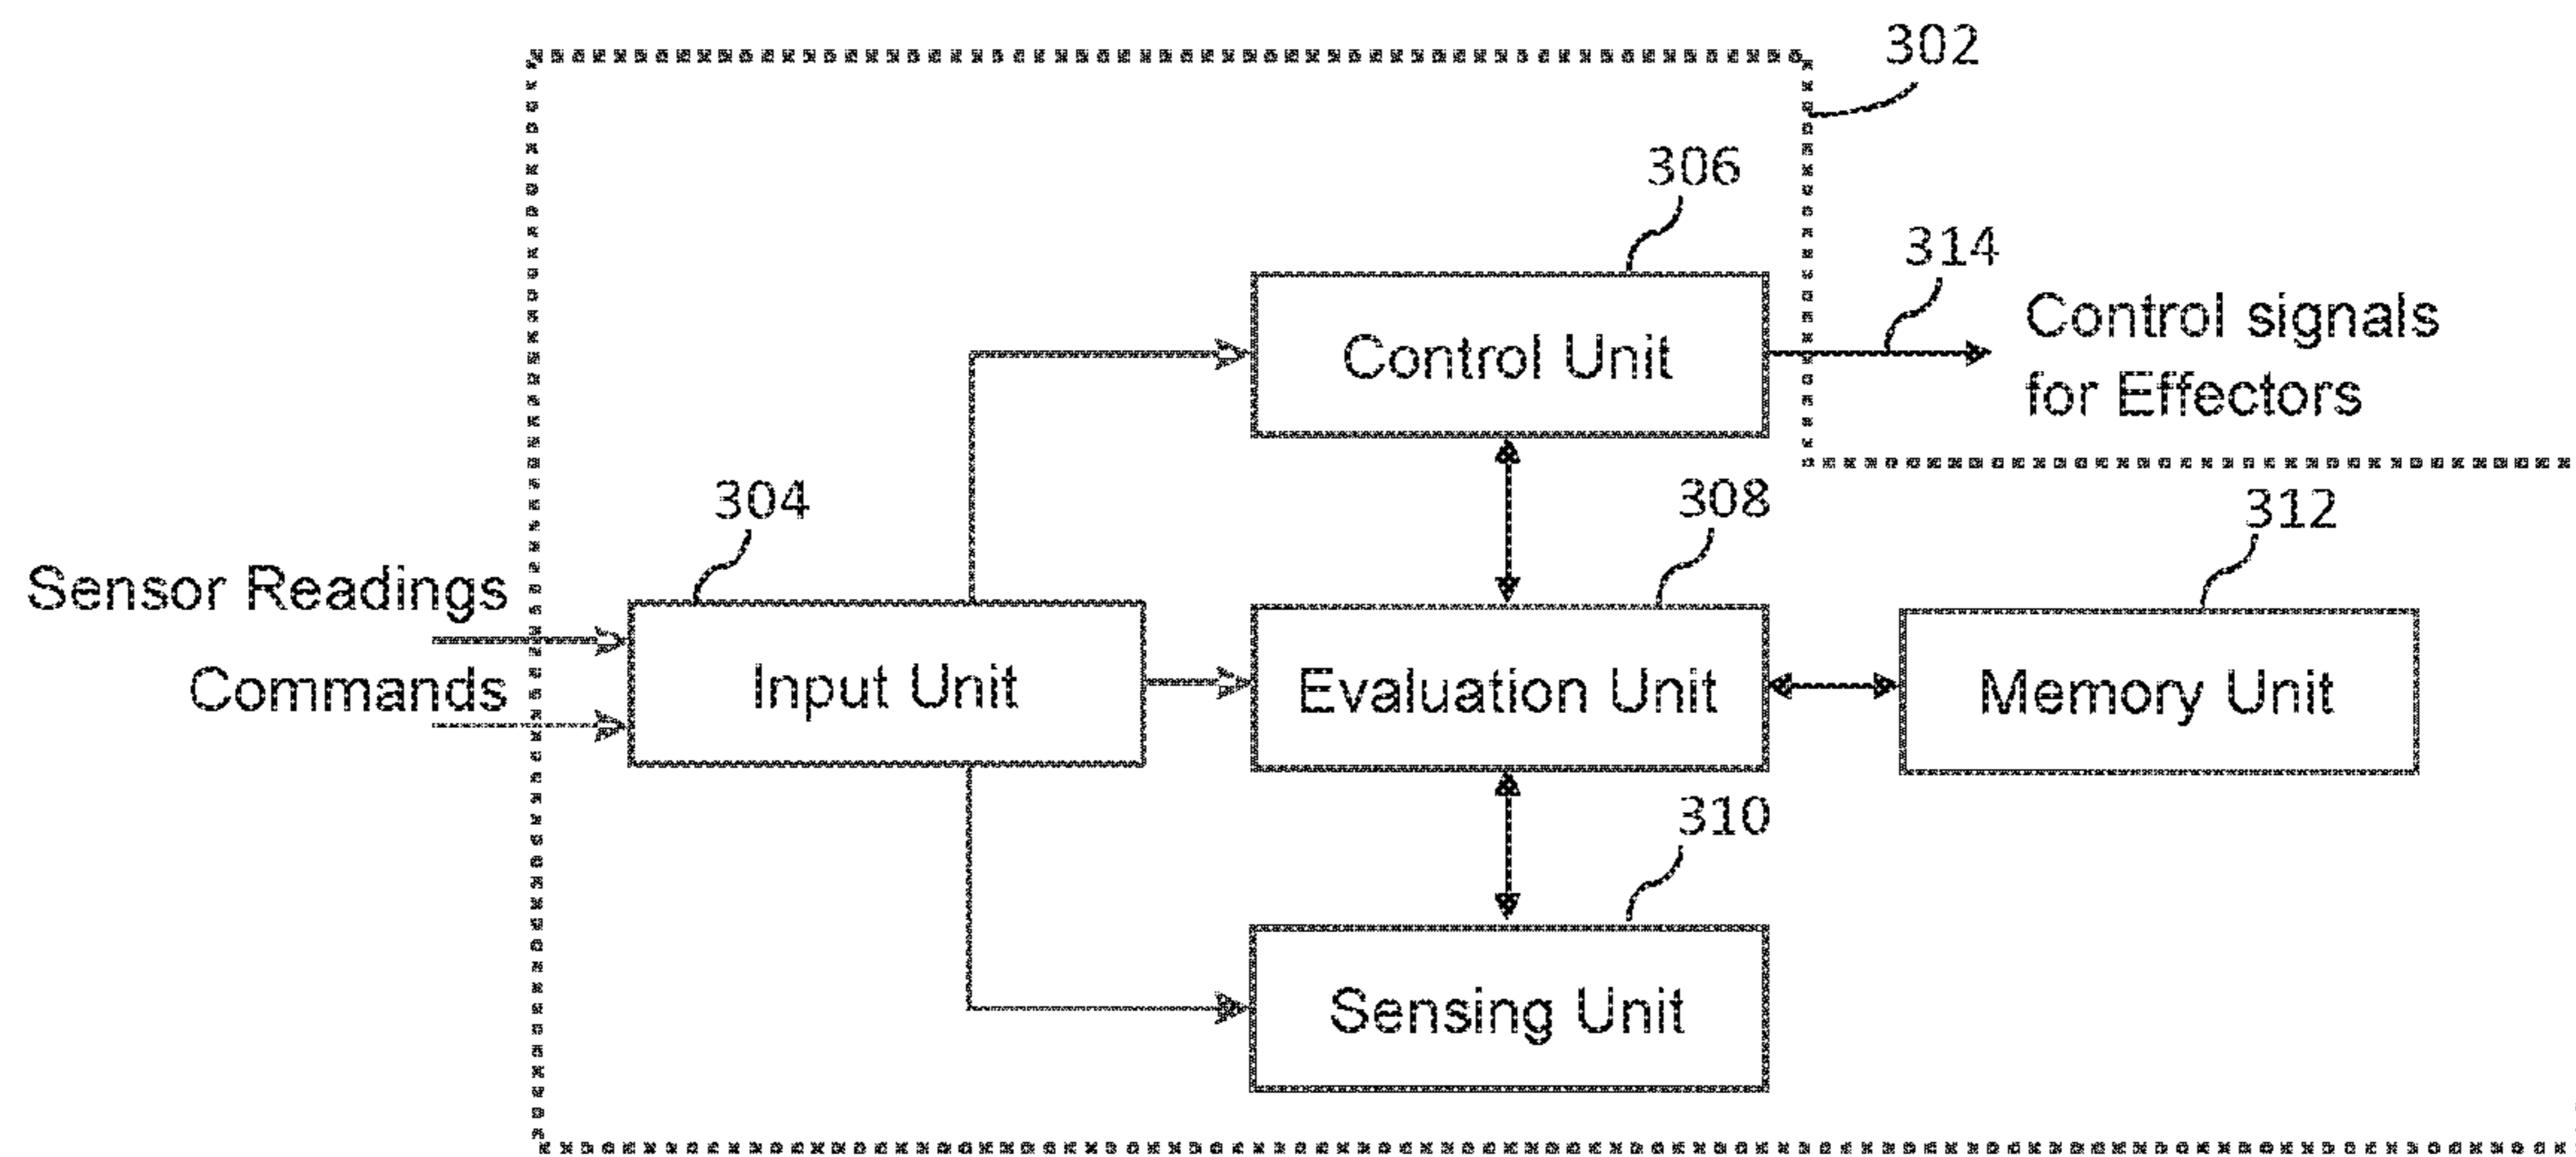 302
306
314
Control signals
for Effectors
Control Unit
304
308
312
Sensor Readings
Commands
Input Unit
Evaluation Unit
Memory Unit
310
Sensing Unit